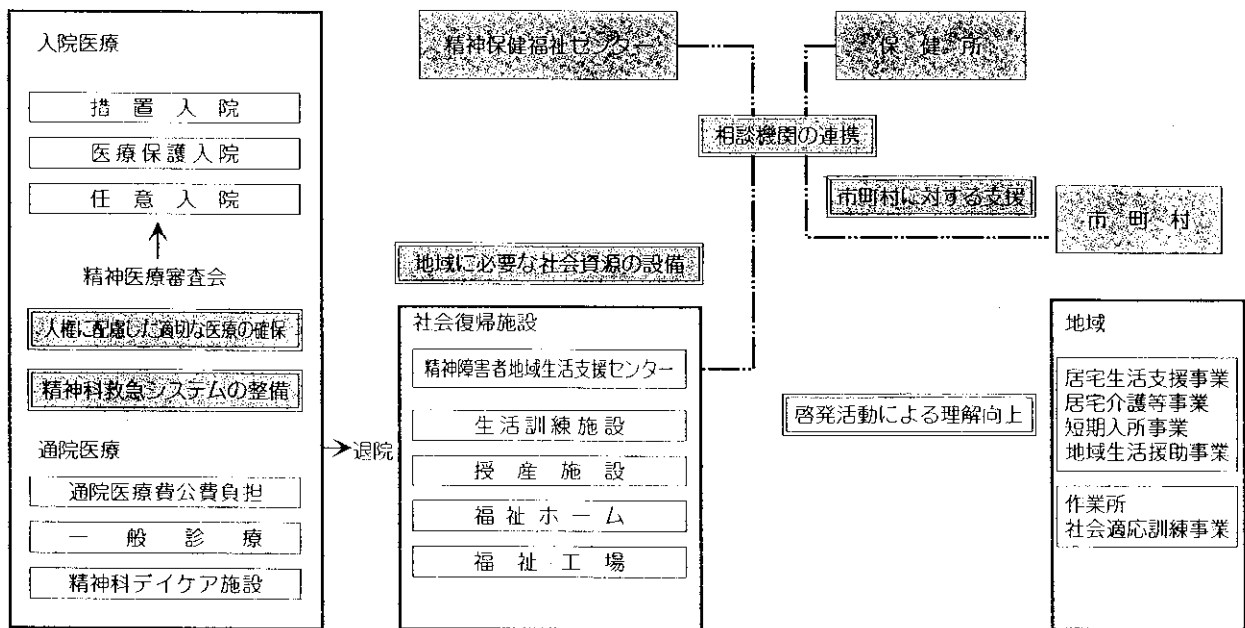 入院医療
措置入院
医療保護入院
任意入院
精神医療審査会
人権に配慮した適切な医療の確保
精神科救急システムの整備
通院医療
通院医療費公費負担
一般診療
精神科デイケア施設
退院
精神保健福祉センター
保健所
相談機関の連携
市町村に対する支援
市町村
地域に必要な社会資源の設備
社会復帰施設
精神障害者地域生活支援センター
生活訓練施設
授産施設
福祉ホーム
福祉工場
啓発活動による理解向上
地域
居宅生活支援事業
居宅介護等事業
短期入所事業
地域生活援助事業
作業所
社会適応訓練事業